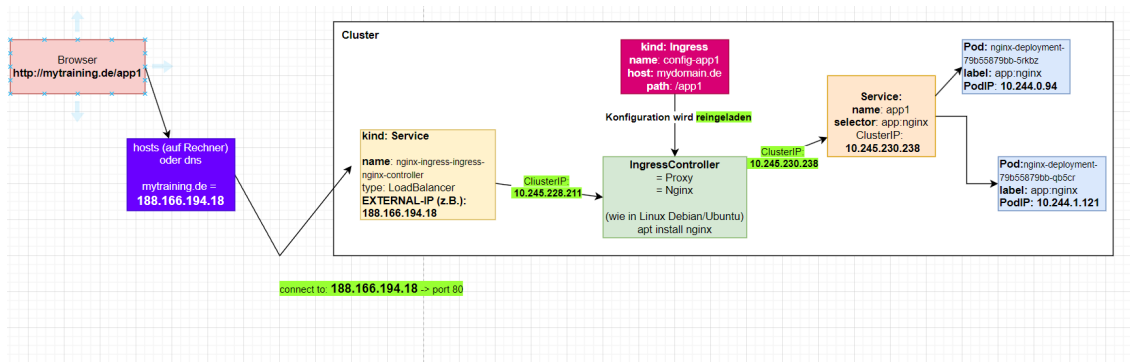 Browser
http://mytraining.de/app1
hosts (auf Rechner)
oder dns
mytraining.de =
188.166.194.18
connect to: 188.166.194.18 -> port 80
Cluster
kind: Service
name: nginx-ingress-ingress-
nginx-controller
type: LoadBalancer
EXTERNAL-IP (z.B.):
188.166.194.18
CliusterIP:
10.245.228.211
kind: Ingress
name: config-app1
host: mydomain.de
path: /app1
Konfiguration wird reingeladen
IngressController
= Proxy
= Nginx
(wie in Linux Debian/Ubuntu)
apt install nginx
ClusterIP:
10.245.230.238
Service:
name: app1
selector: app:nginx
ClusterIP:
10.245.230.238
Pod: nginx-deployment-
79b55879bb-5rkbz
label: app:nginx
PodIP: 10.244.0.94
Pod:nginx-deployment-
79b55879bb-qb5cr
label: app:nginx
PodIP: 10.244.1.121